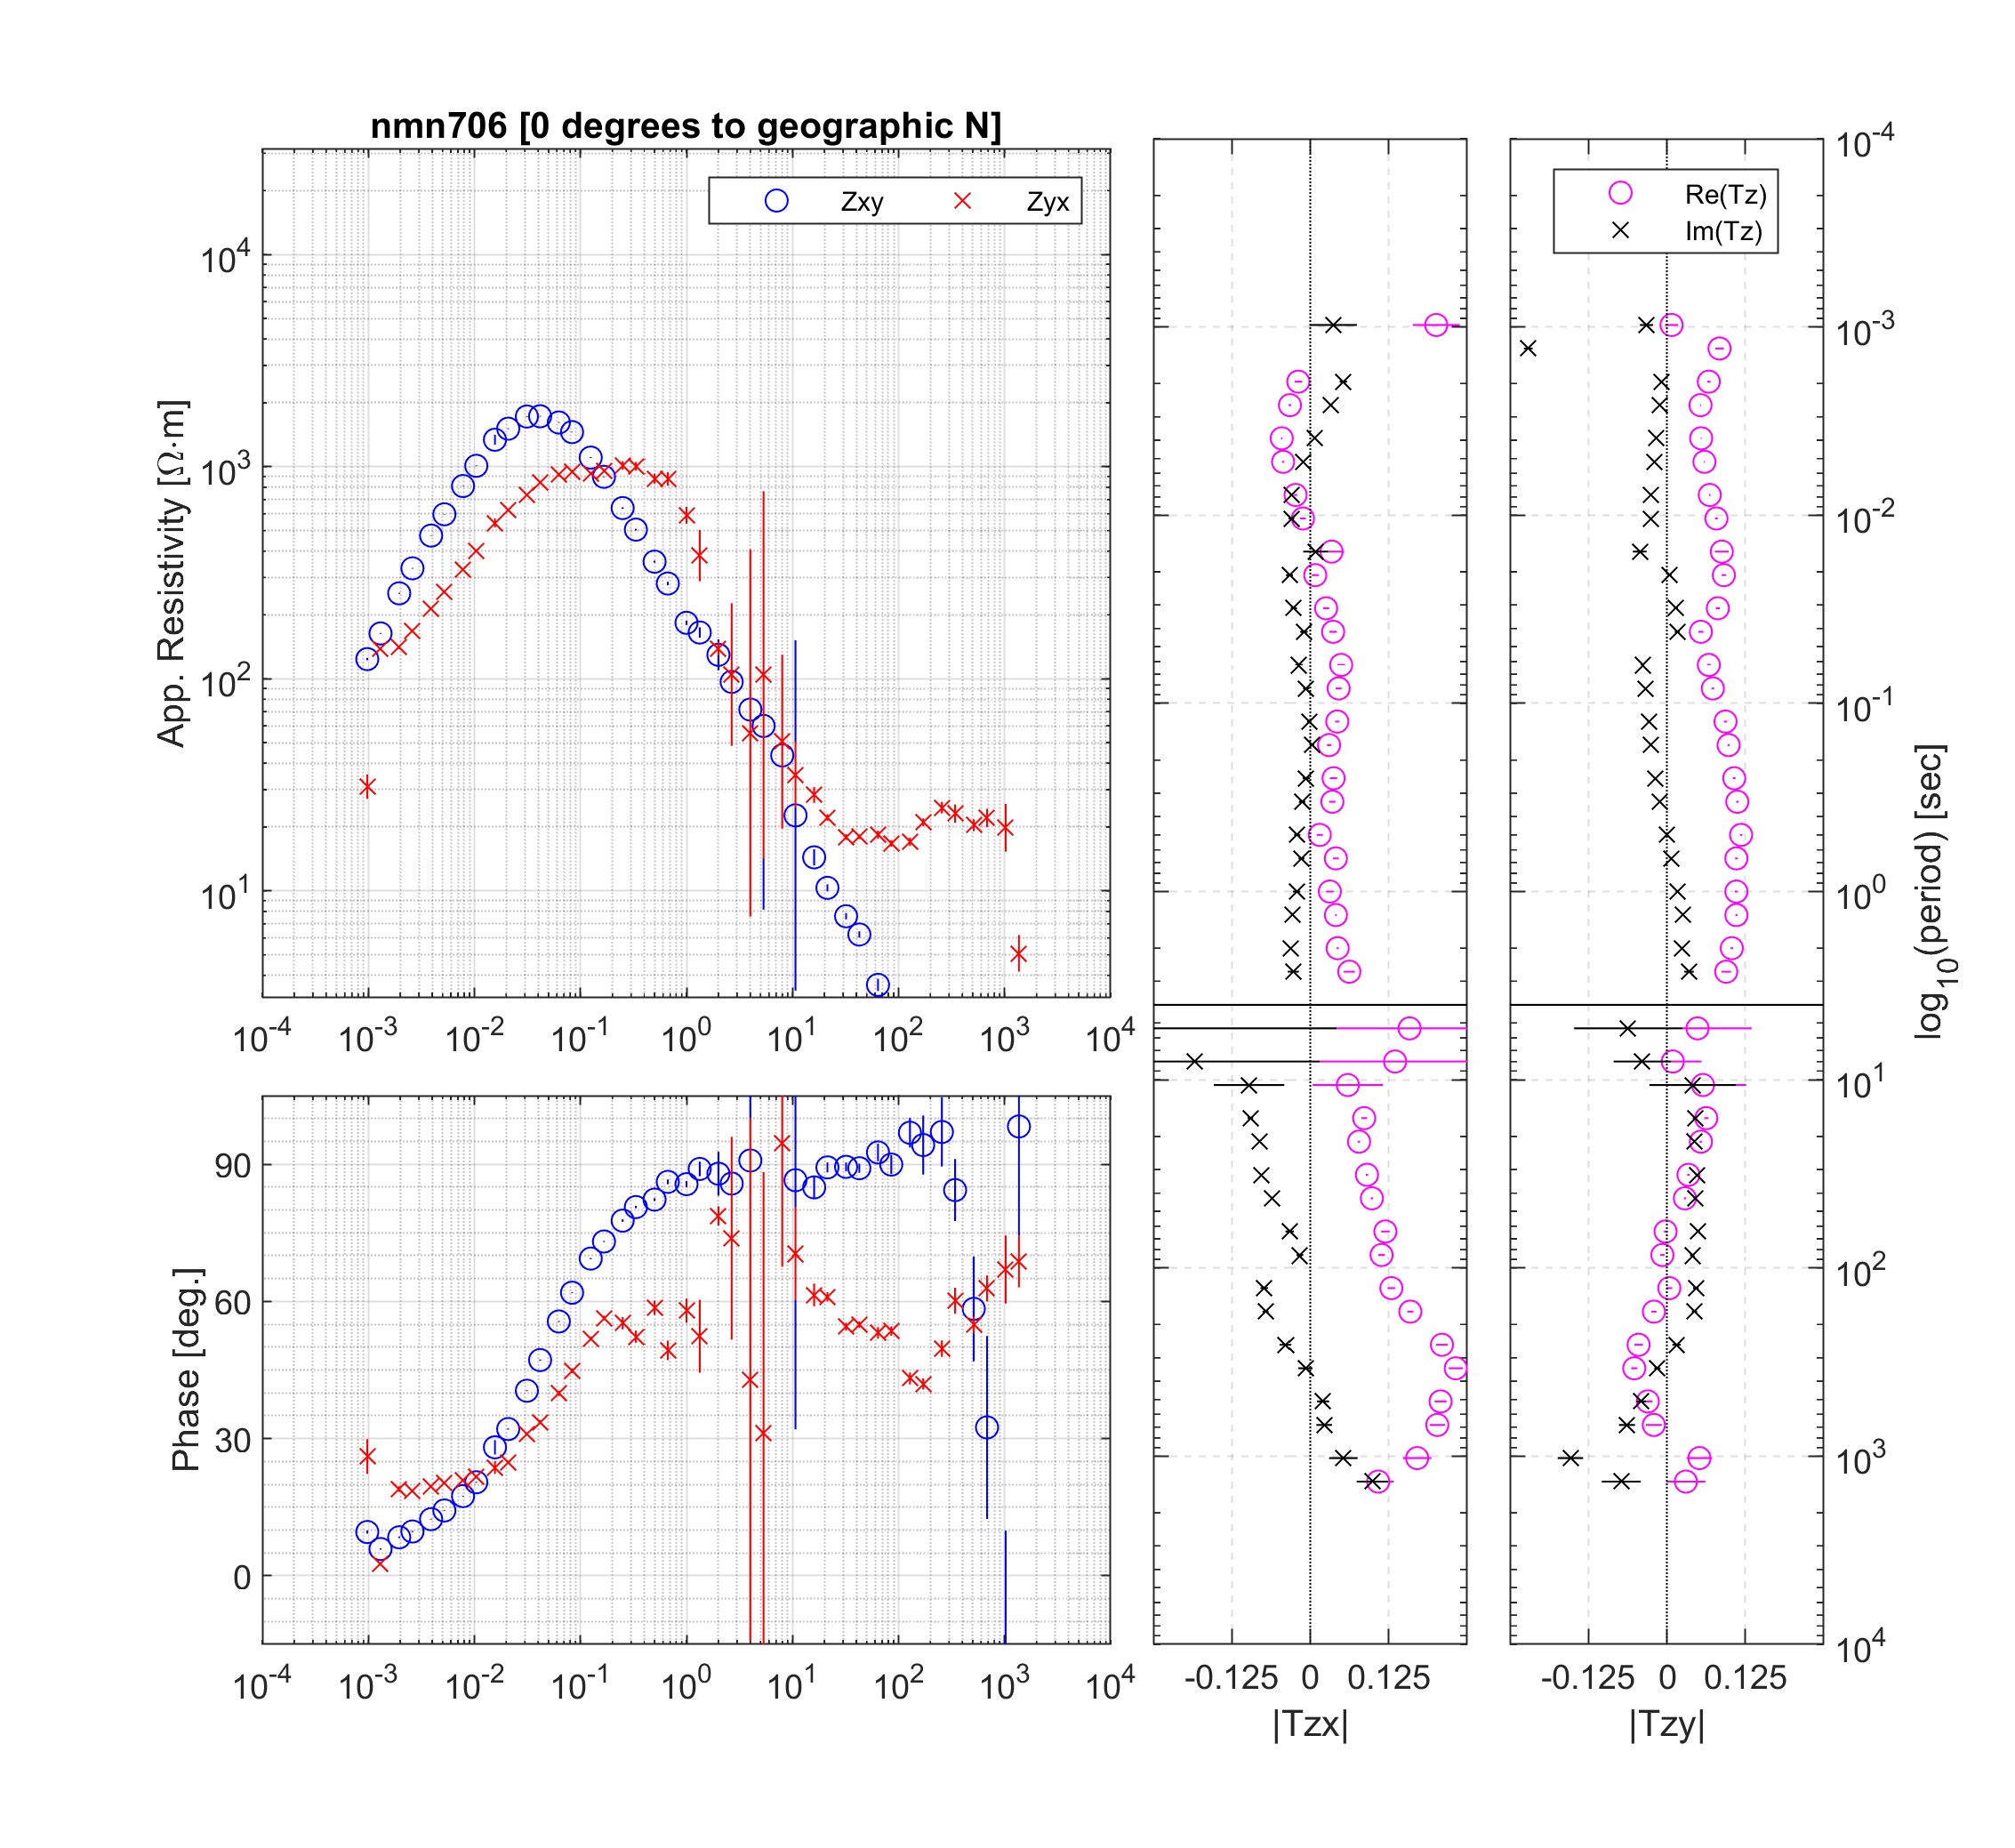 nmn706 [0 degrees to geographic N]
Zxy Zyx
App. Resistivity [Ω·m]
10^4
10^3
10^2
10^1
10^-4 10^-3 10^-2 10^-1 10^0 10^1 10^2 10^3 10^4
Phase [deg.]
90
60
30
0
10^-4 10^-3 10^-2 10^-1 10^0 10^1 10^2 10^3 10^4
-0.125 0 0.125
|Tzx|
Re(Tz)
Im(Tz)
-0.125 0 0.125
|Tzy|
10^-4
10^-3
10^-2
10^-1
10^0
10^1
10^2
10^3
10^4
log10(period) [sec]